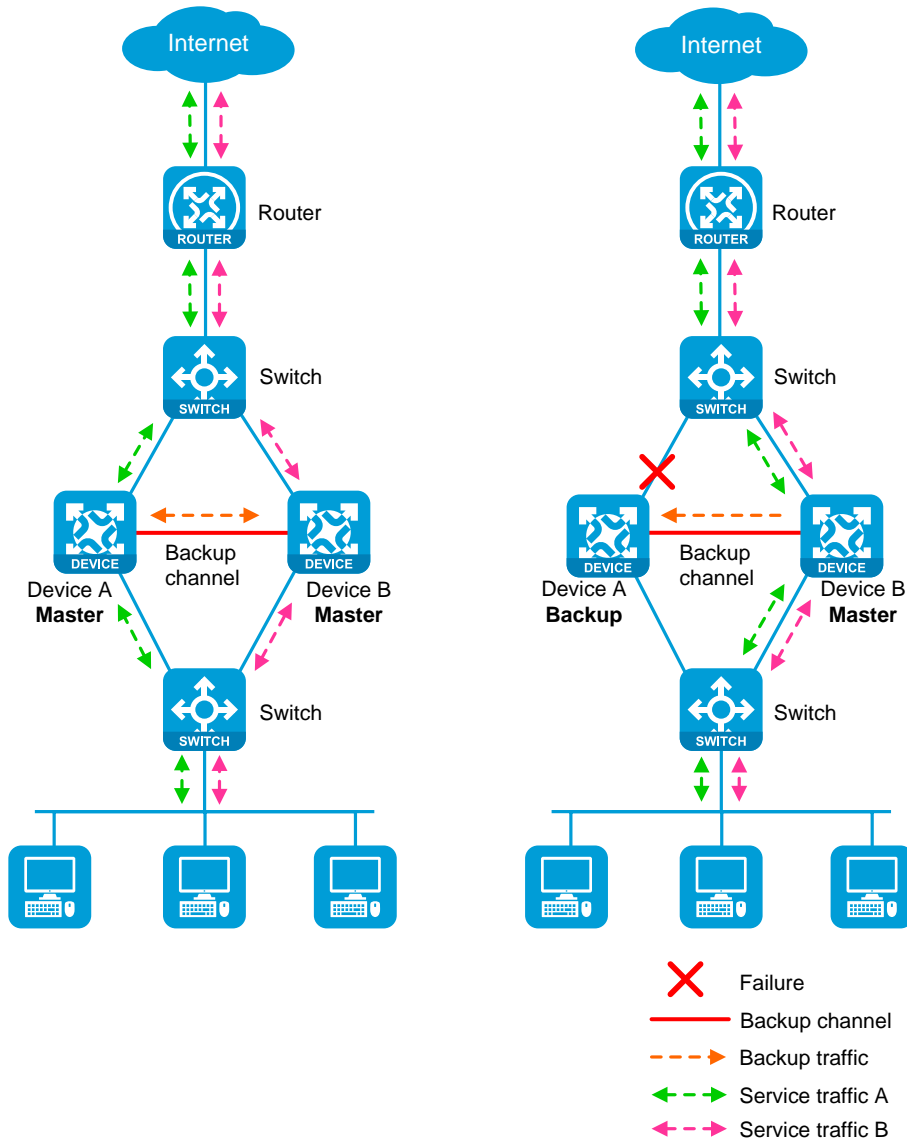 Internet
Router
ROUTER
Switch
SWITCH
DEVICE
Backup
channel
DEVICE
Device A
Master
Device B
Master
Switch
SWITCH
Internet
Router
ROUTER
Switch
SWITCH
DEVICE
Backup
channel
DEVICE
Device A
Backup
Device B
Master
Switch
SWITCH
Failure
Backup channel
Backup traffic
Service traffic A
Service traffic B